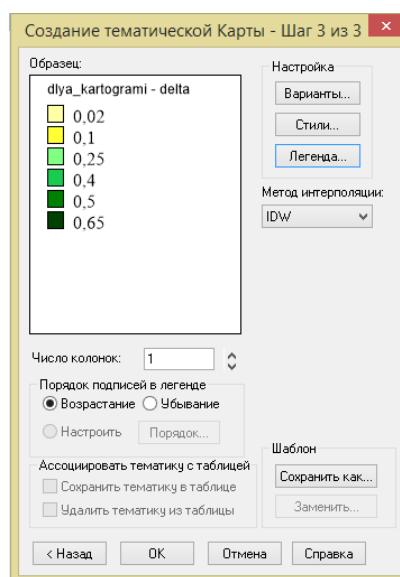 Создание тематической Карты - Шаг 3 из 3
Образец:
dlya_kartogrami - delta
0,02
0,1
0,25
0,4
0,5
0,65
Настройка
Варианты...
Стили...
Легенда...
Метод интерполяции:
IDW
Число колонок: 1
Порядок подписей в легенде
Возрастание Убывание
Настроить Порядок...
Ассоциировать тематику с таблицей
Сохранить тематику в таблице
Удалить тематику из таблицы
Шаблон
Сохранить как...
Заменить...
< Назад OK Отмена Справка